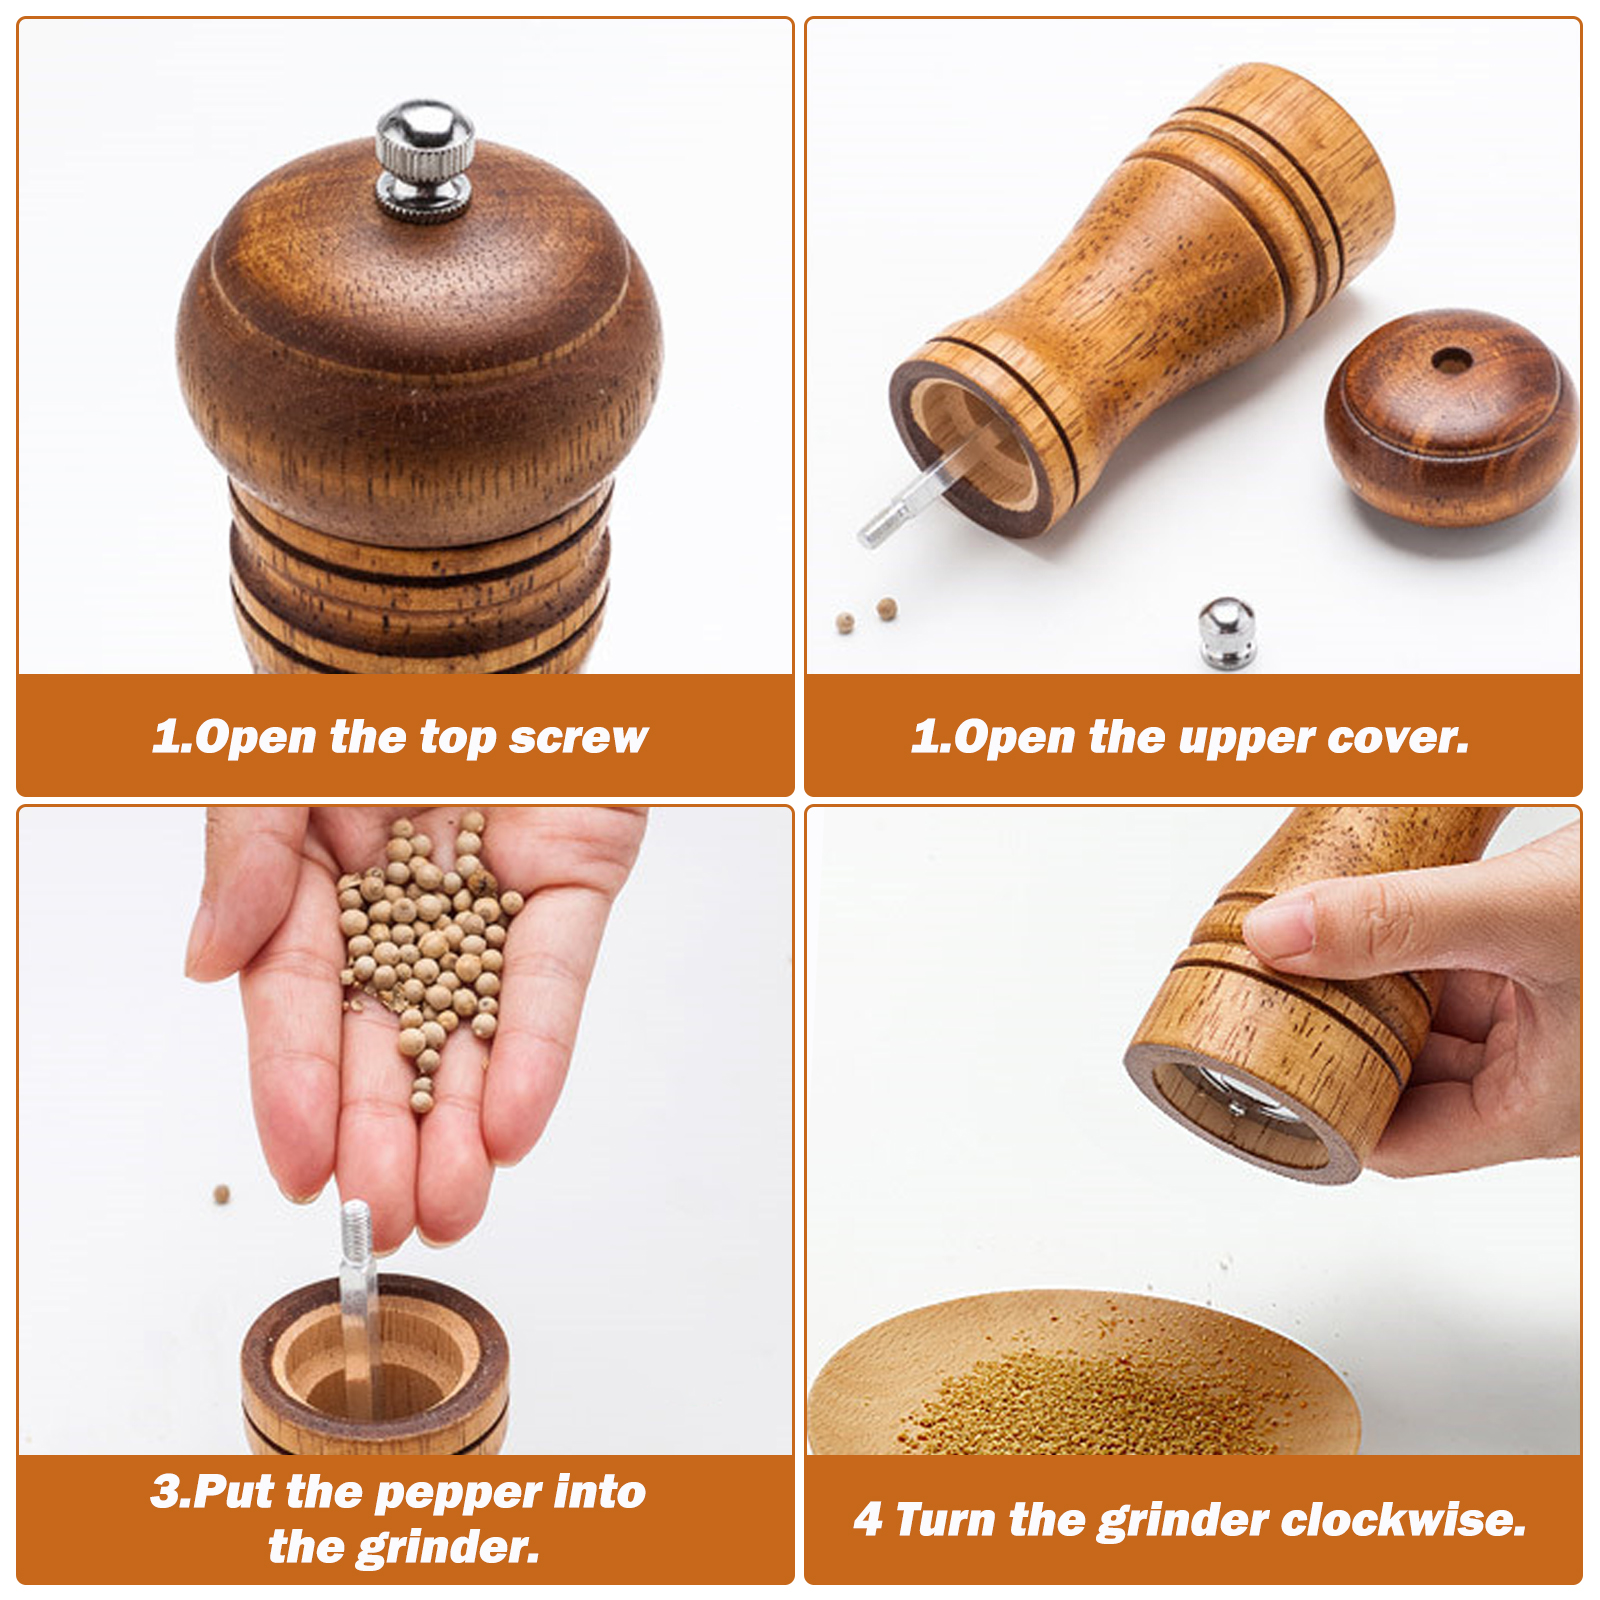 1.Open the top screw
1.Open the upper cover.
3.Put the pepper into
the grinder.
4 Turn the grinder clockwise.